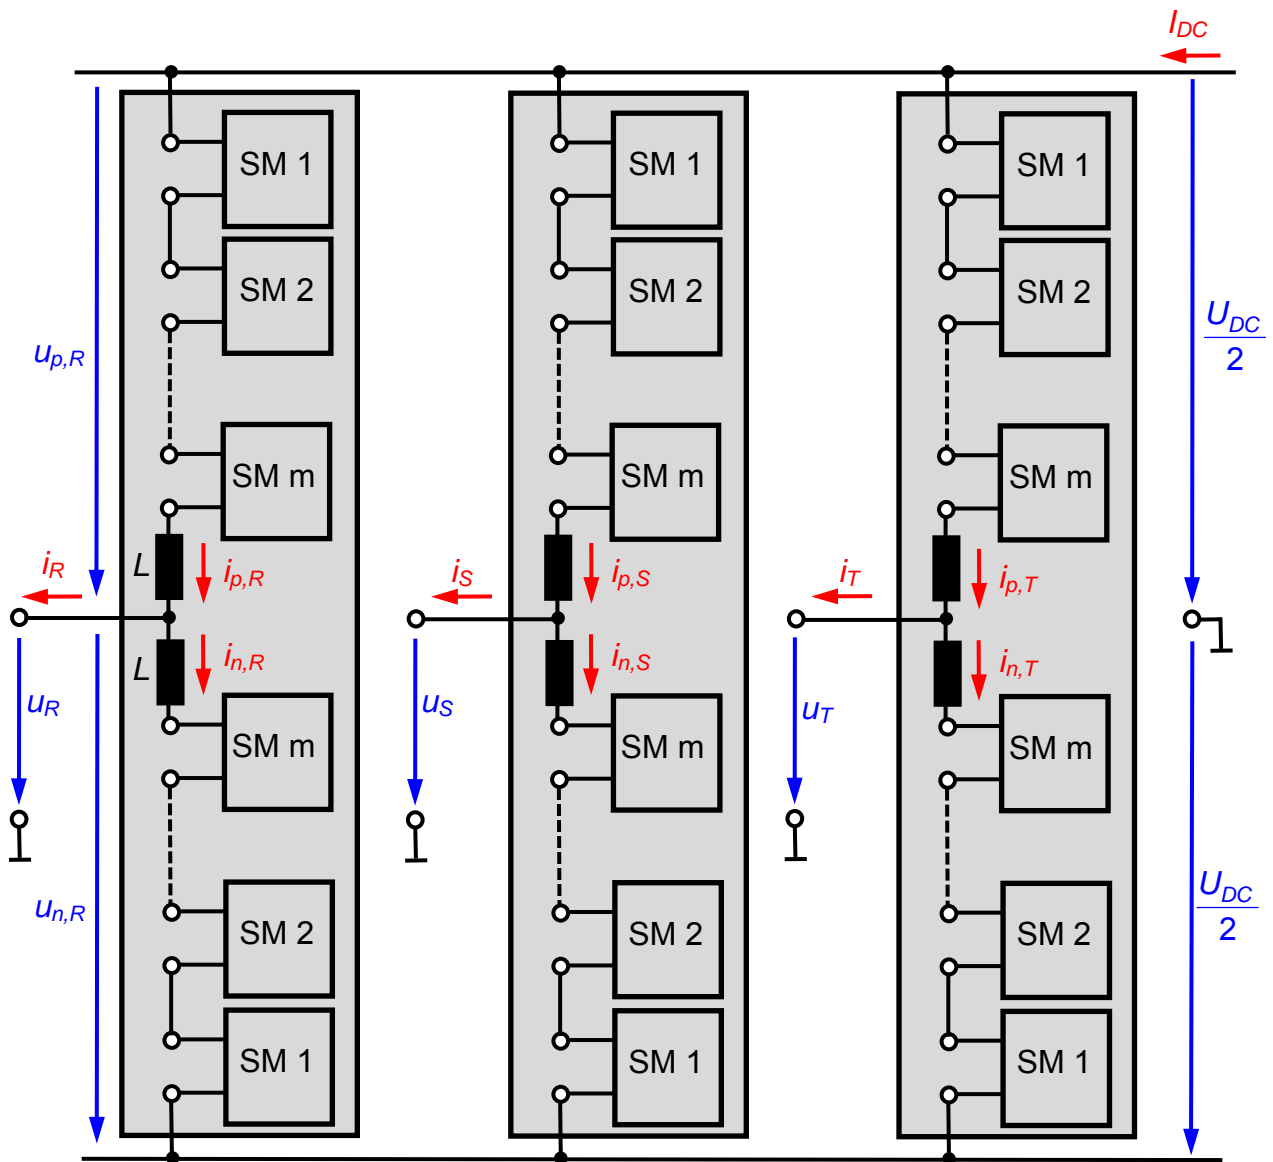 I_DC
SM 1 SM 1 SM 1
SM 2 SM 2 SM 2
u_p,R
U_DC
2
SM m SM m SM m
L
i_R i_p,R i_S i_p,S i_T i_p,T
L
i_n,R i_n,S i_n,T
u_R u_S u_T
SM m SM m SM m
u_n,R
U_DC
2
SM 2 SM 2 SM 2
SM 1 SM 1 SM 1